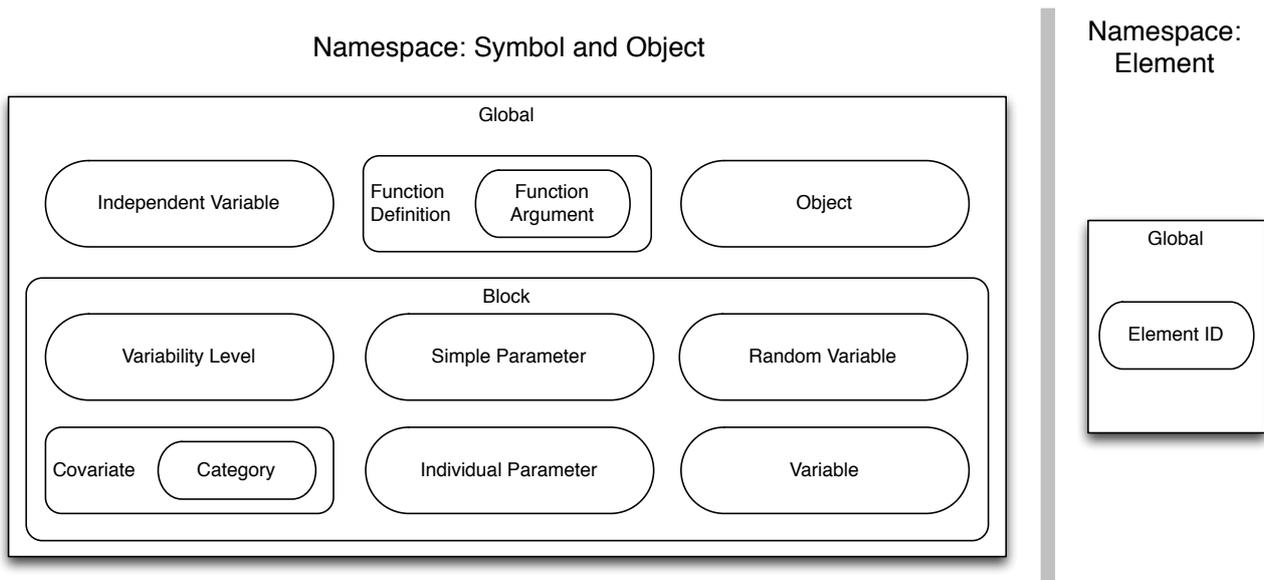 Namespace: Symbol and Object
Namespace:
Element
Global
Independent Variable
Function
Definition
Function
Argument
Object
Block
Variability Level
Simple Parameter
Random Variable
Covariate
Category
Individual Parameter
Variable
Global
Element ID